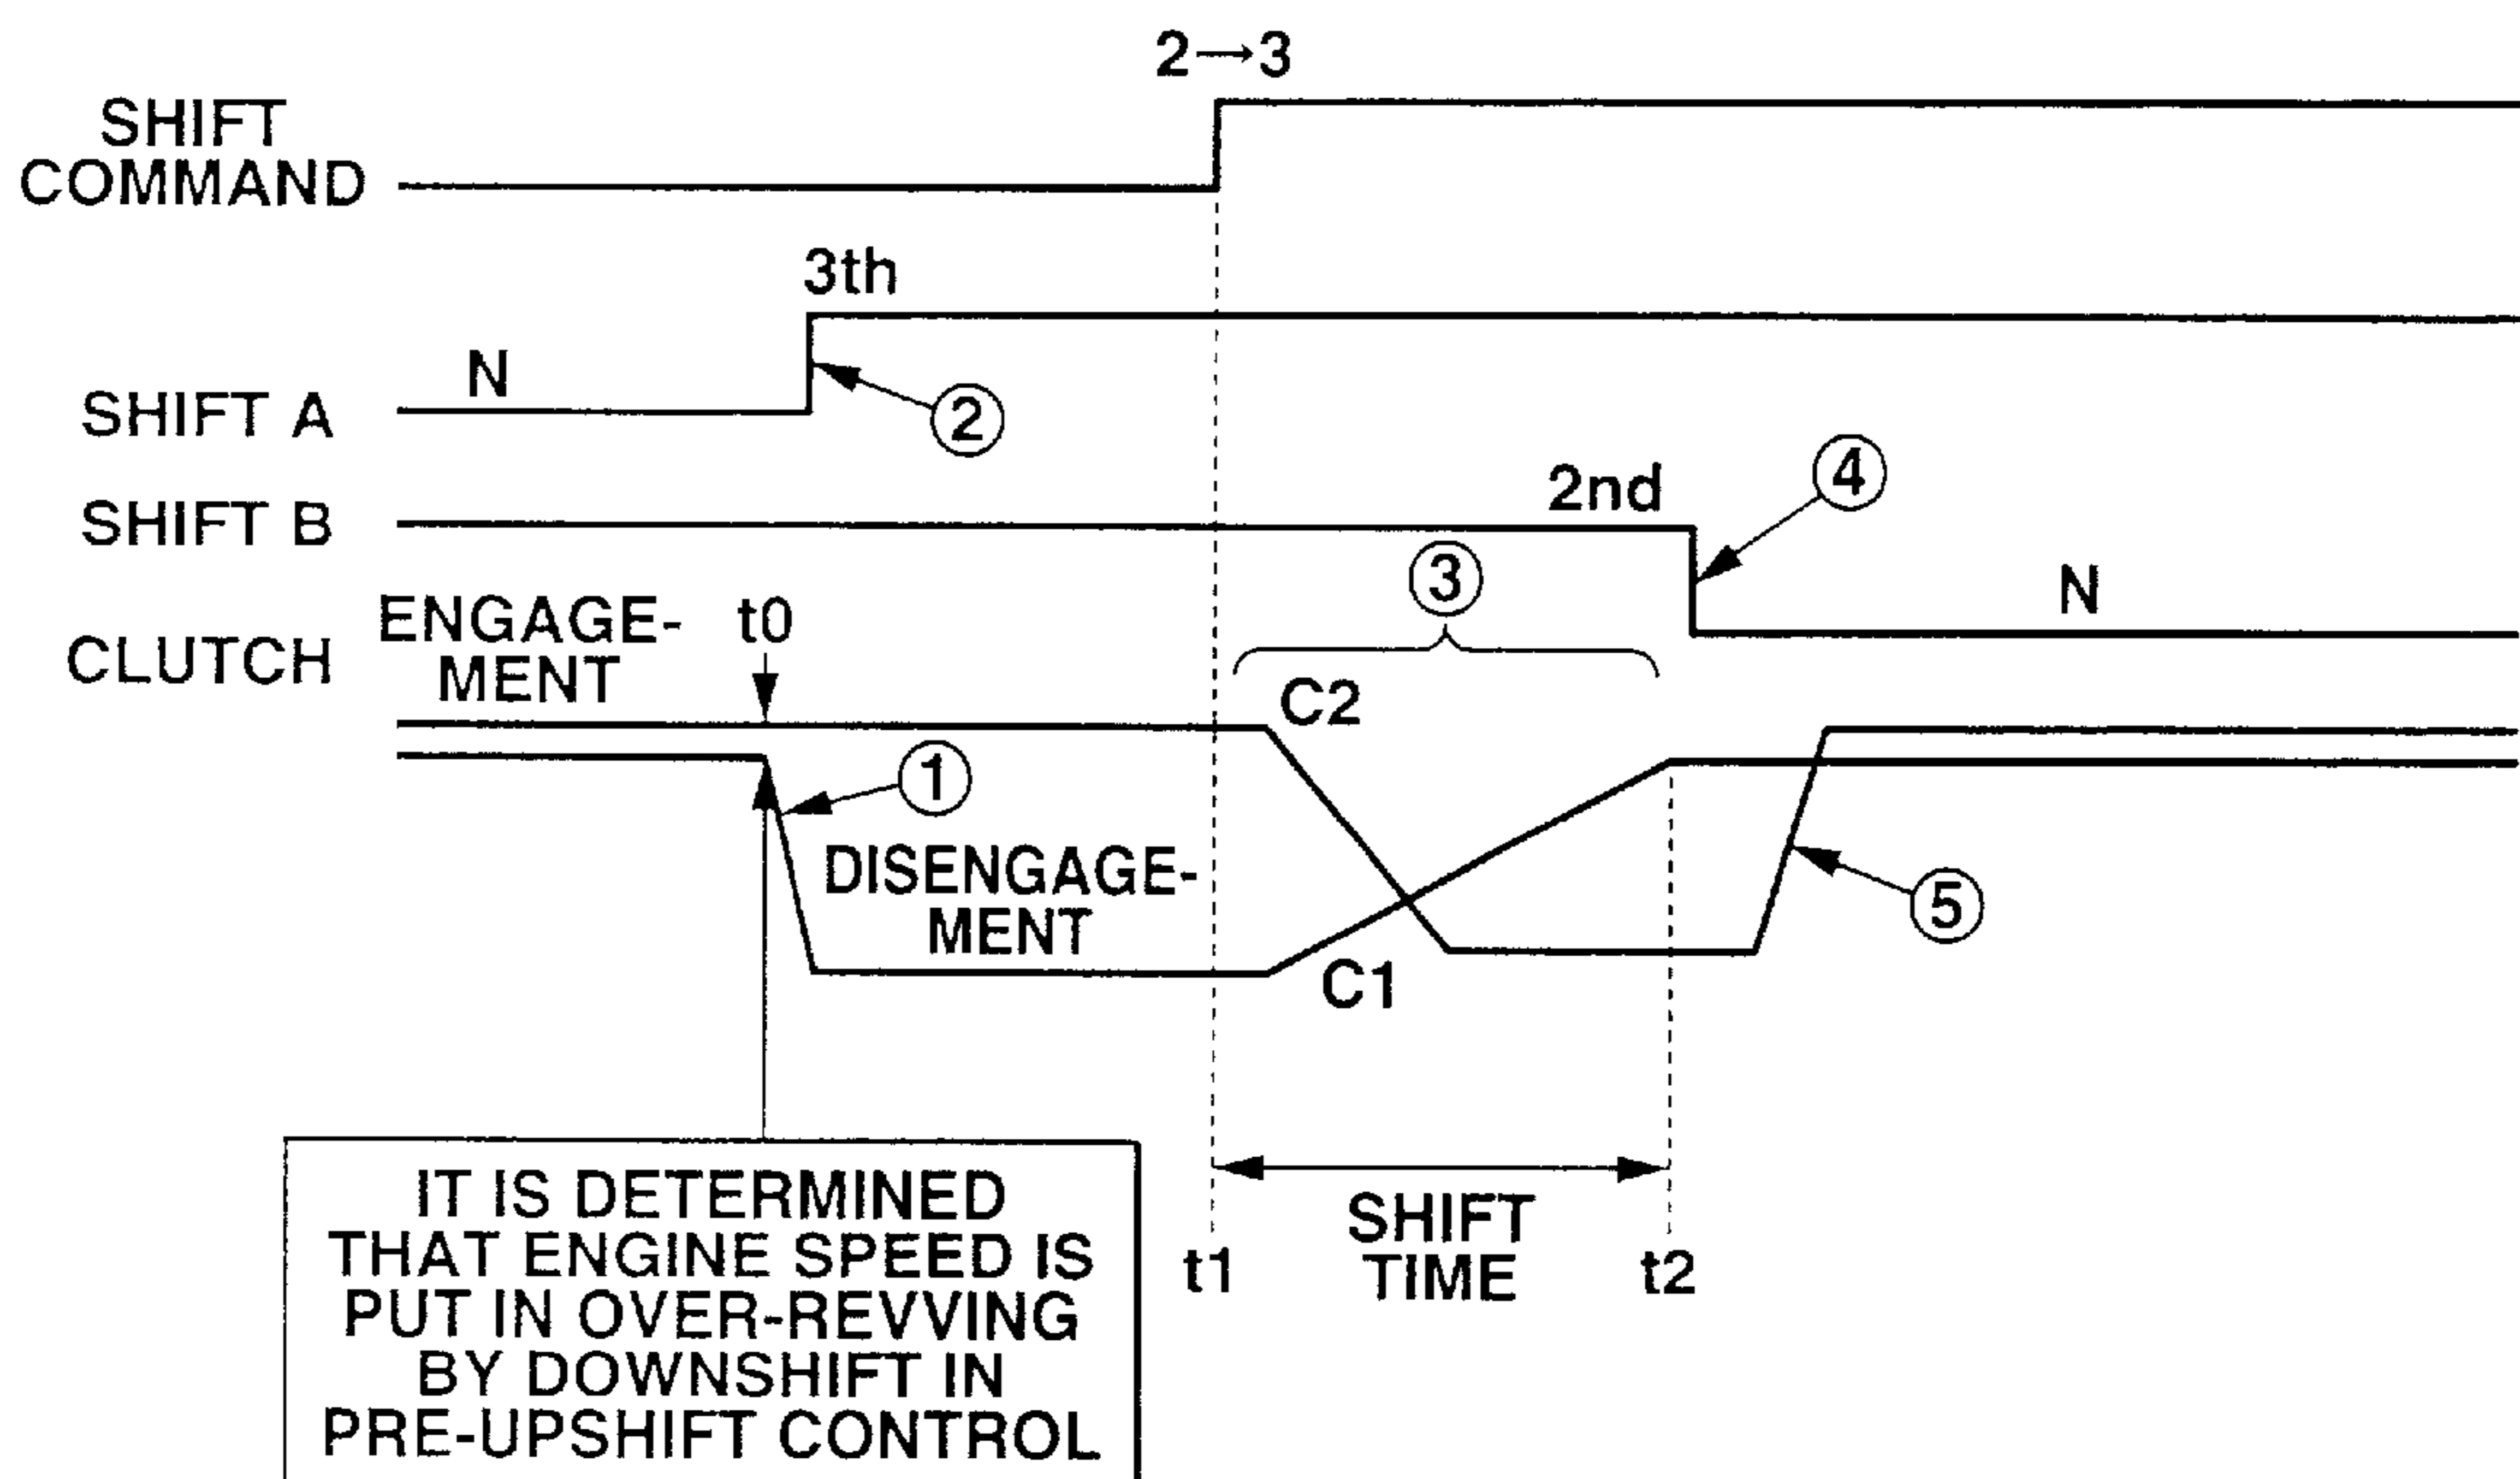 2→3
SHIFT
COMMAND
3th
N
SHIFT A
②
④
2nd
SHIFT B
③
N
ENGAGE-
MENT
t0
CLUTCH
C2
①
DISENGAGE-
MENT
⑤
C1
IT IS DETERMINED
THAT ENGINE SPEED IS
PUT IN OVER-REVVING
BY DOWNSHIFT IN
PRE-UPSHIFT CONTROL
SHIFT
TIME
t1
t2